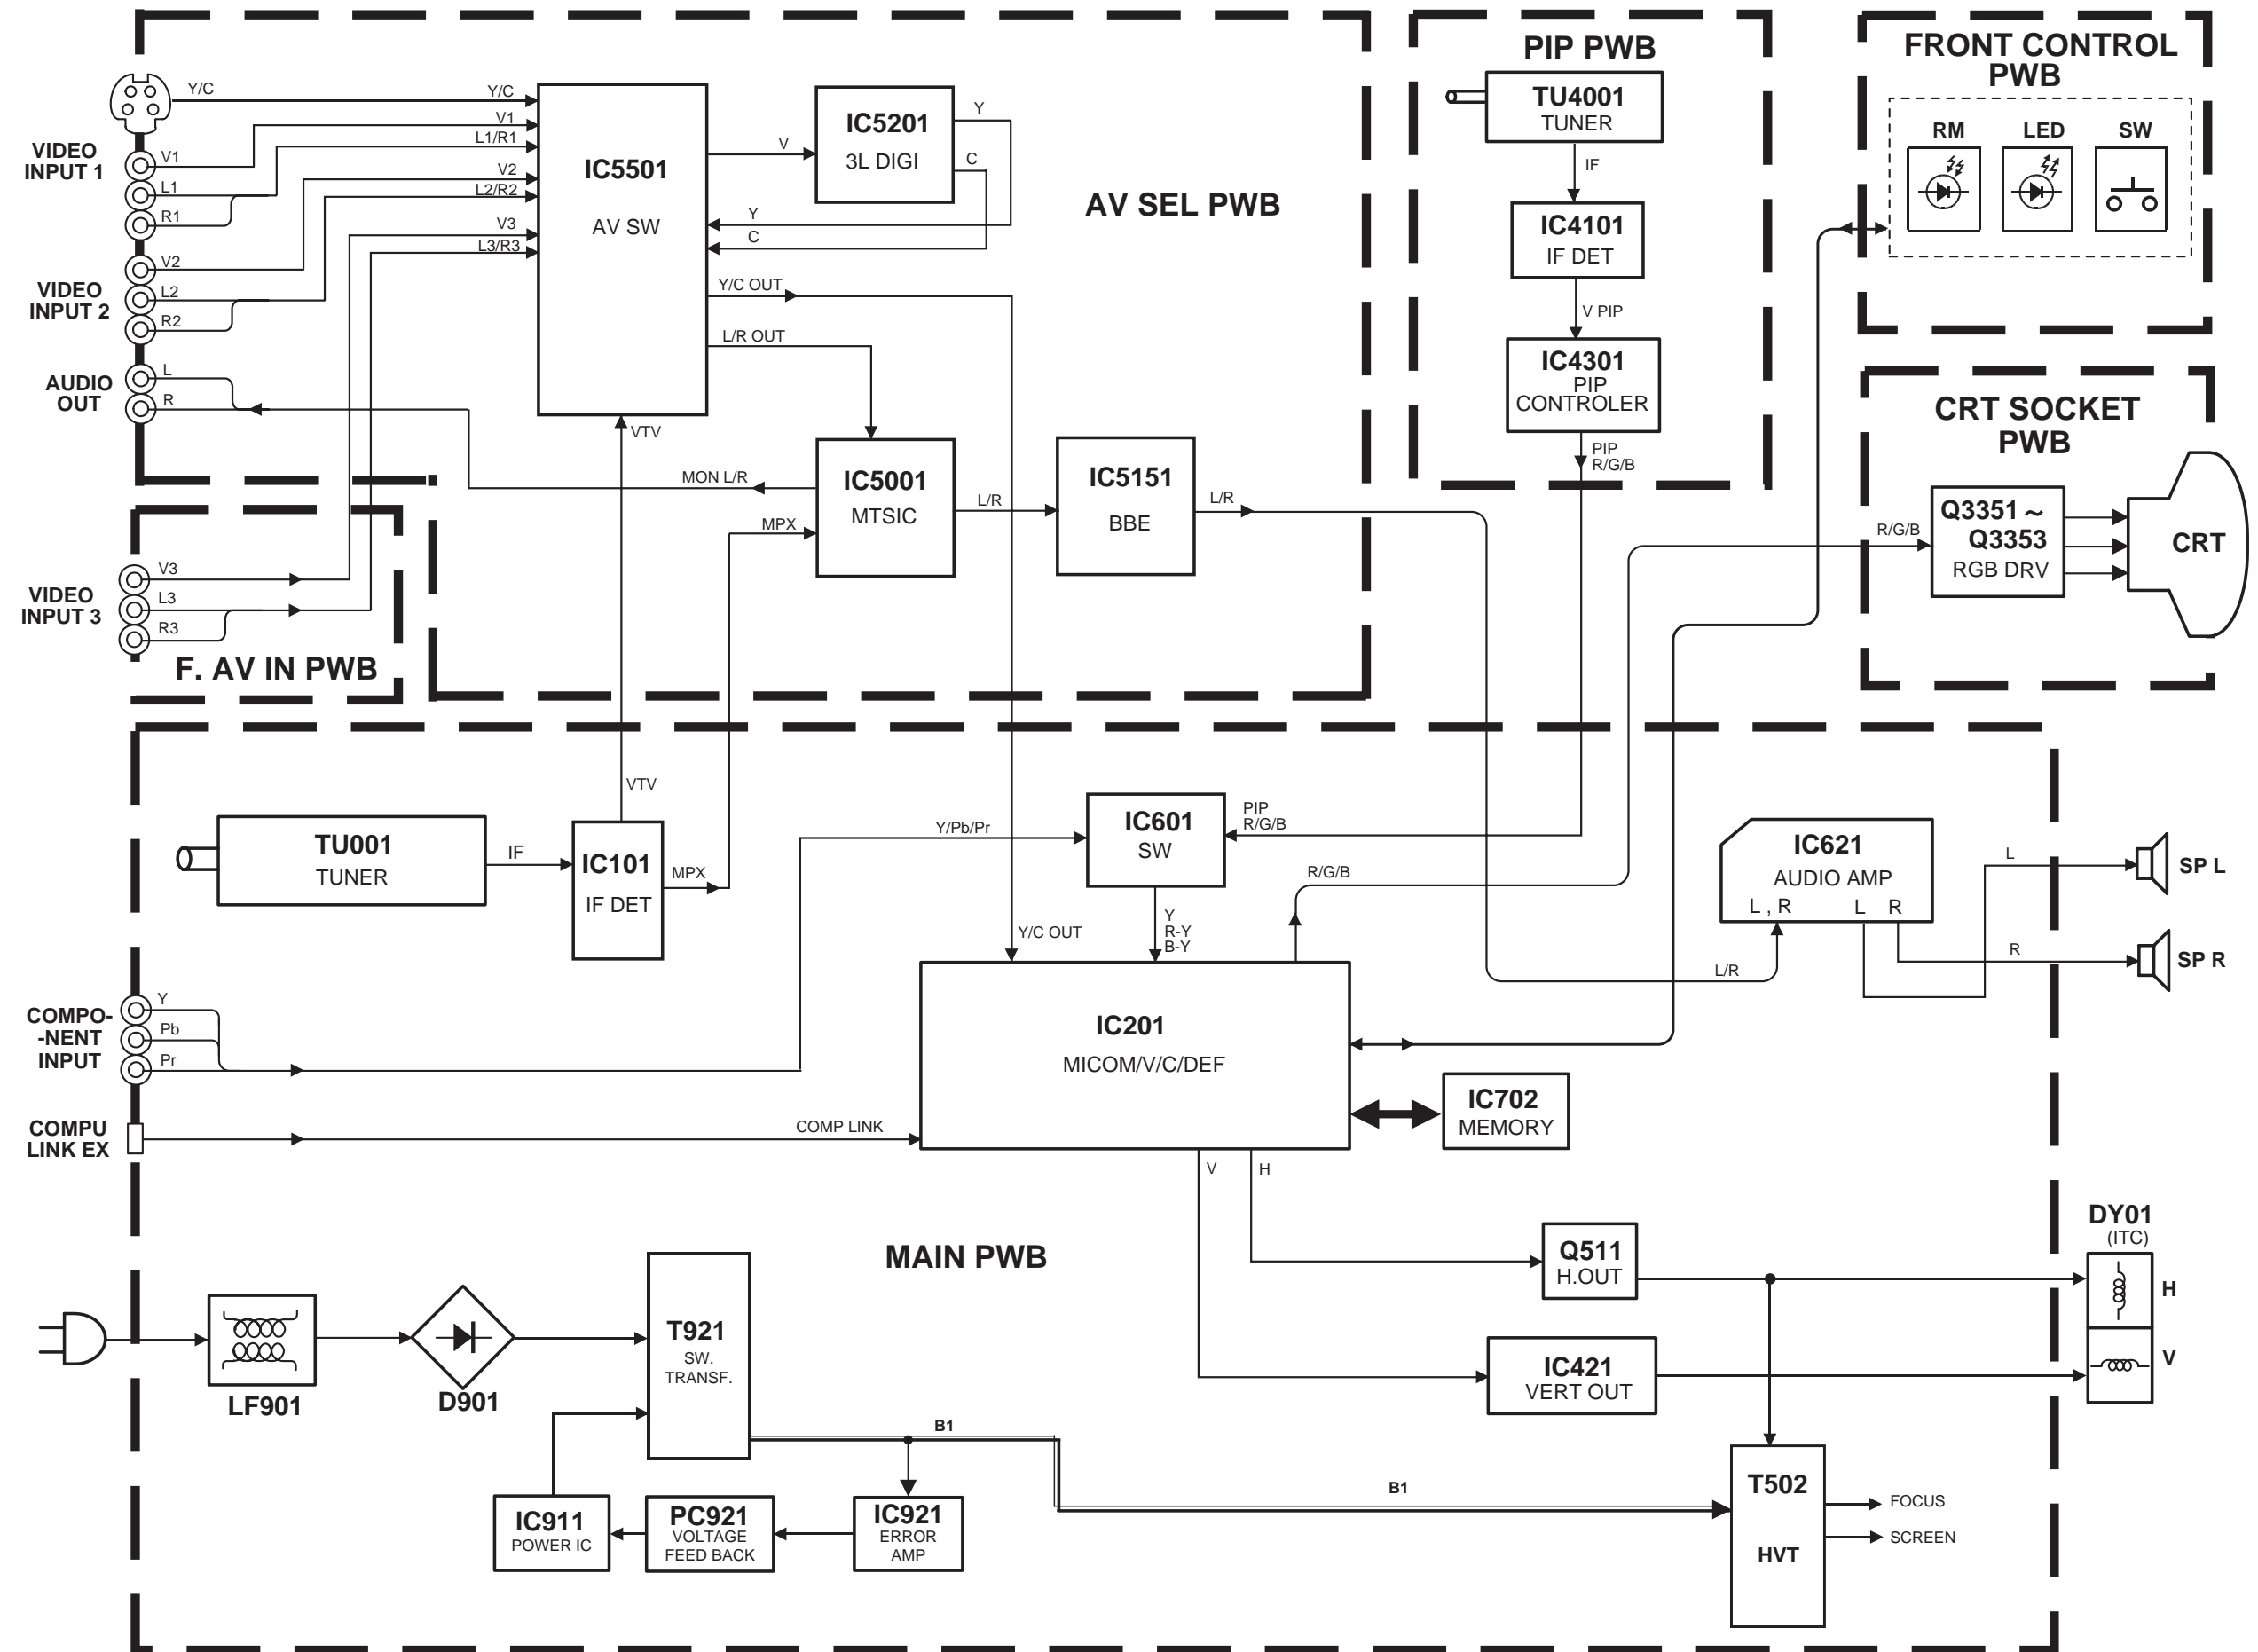 Y/C
Y/C
V1
L1/R1
V2
L2/R2
V3
L3/R3
VIDEO
INPUT 1
V1
L1
R1
VIDEO
INPUT 2
V2
L2
R2
AUDIO
OUT
L
R
IC5501
AV SW
V
IC5201
3L DIGI
Y
C
Y
C
Y/C OUT
L/R OUT
AV SEL PWB
VTV
MON L/R
MPX
IC5001
MTSIC
L/R
IC5151
BBE
L/R
VIDEO
INPUT 3
V3
L3
R3
F. AV IN PWB
PIP PWB
TU4001
TUNER
IF
IC4101
IF DET
V PIP
IC4301
PIP
CONTROLER
PIP
R/G/B
FRONT CONTROL
PWB
RM
LED
SW
CRT SOCKET
PWB
R/G/B
Q3351 ~
Q3353
RGB DRV
CRT
VTV
TU001
TUNER
IF
IC101
IF DET
MPX
Y/Pb/Pr
IC601
SW
PIP
R/G/B
Y
R-Y
B-Y
Y/C OUT
R/G/B
IC621
AUDIO AMP
L , R
L
R
L/R
L
SP L
R
SP R
COMPO-
-NENT
INPUT
Y
Pb
Pr
IC201
MICOM/V/C/DEF
IC702
MEMORY
COMPU
LINK EX
COMP LINK
V
H
MAIN PWB
Q511
H.OUT
IC421
VERT OUT
DY01
(ITC)
H
V
LF901
D901
T921
SW.
TRANSF.
B1
B1
IC911
POWER IC
PC921
VOLTAGE
FEED BACK
IC921
ERROR
AMP
T502
HVT
FOCUS
SCREEN